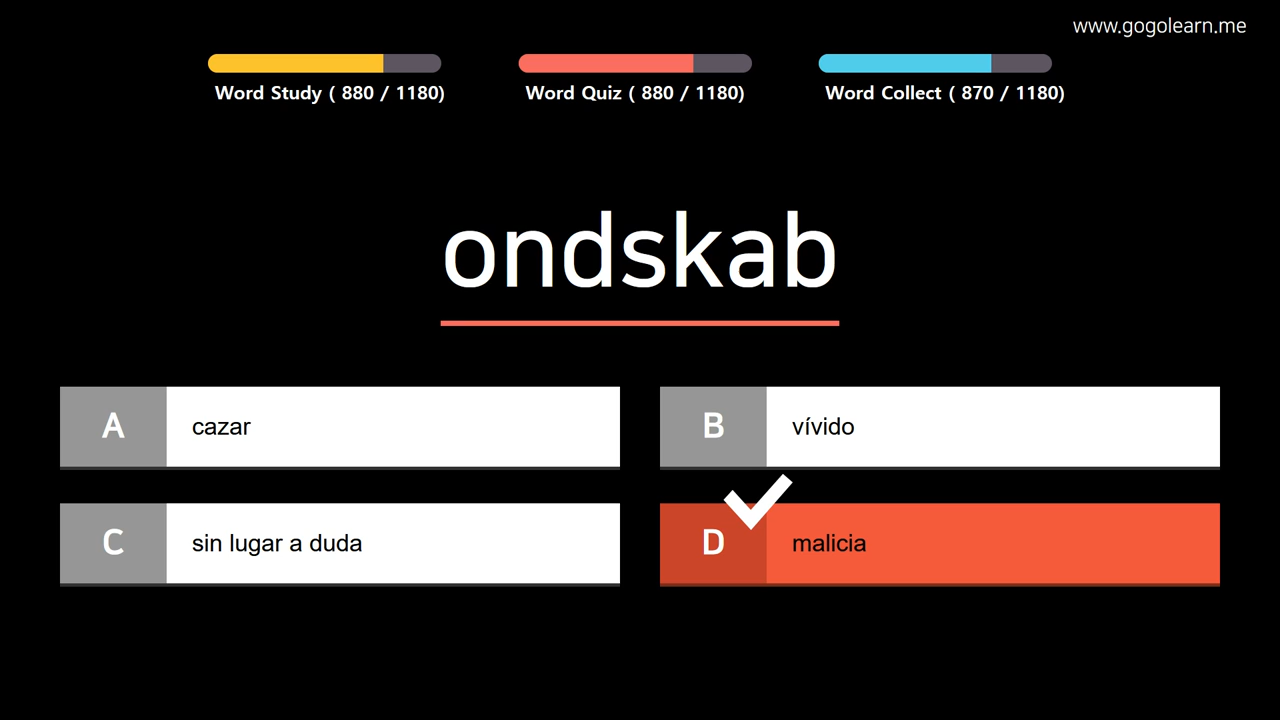 www.gogolearn.me
Word Study ( 880 / 1180)
Word Quiz ( 880 / 1180)
Word Collect ( 870 / 1180)
ondskab
A cazar
B vívido
C sin lugar a duda
D malicia